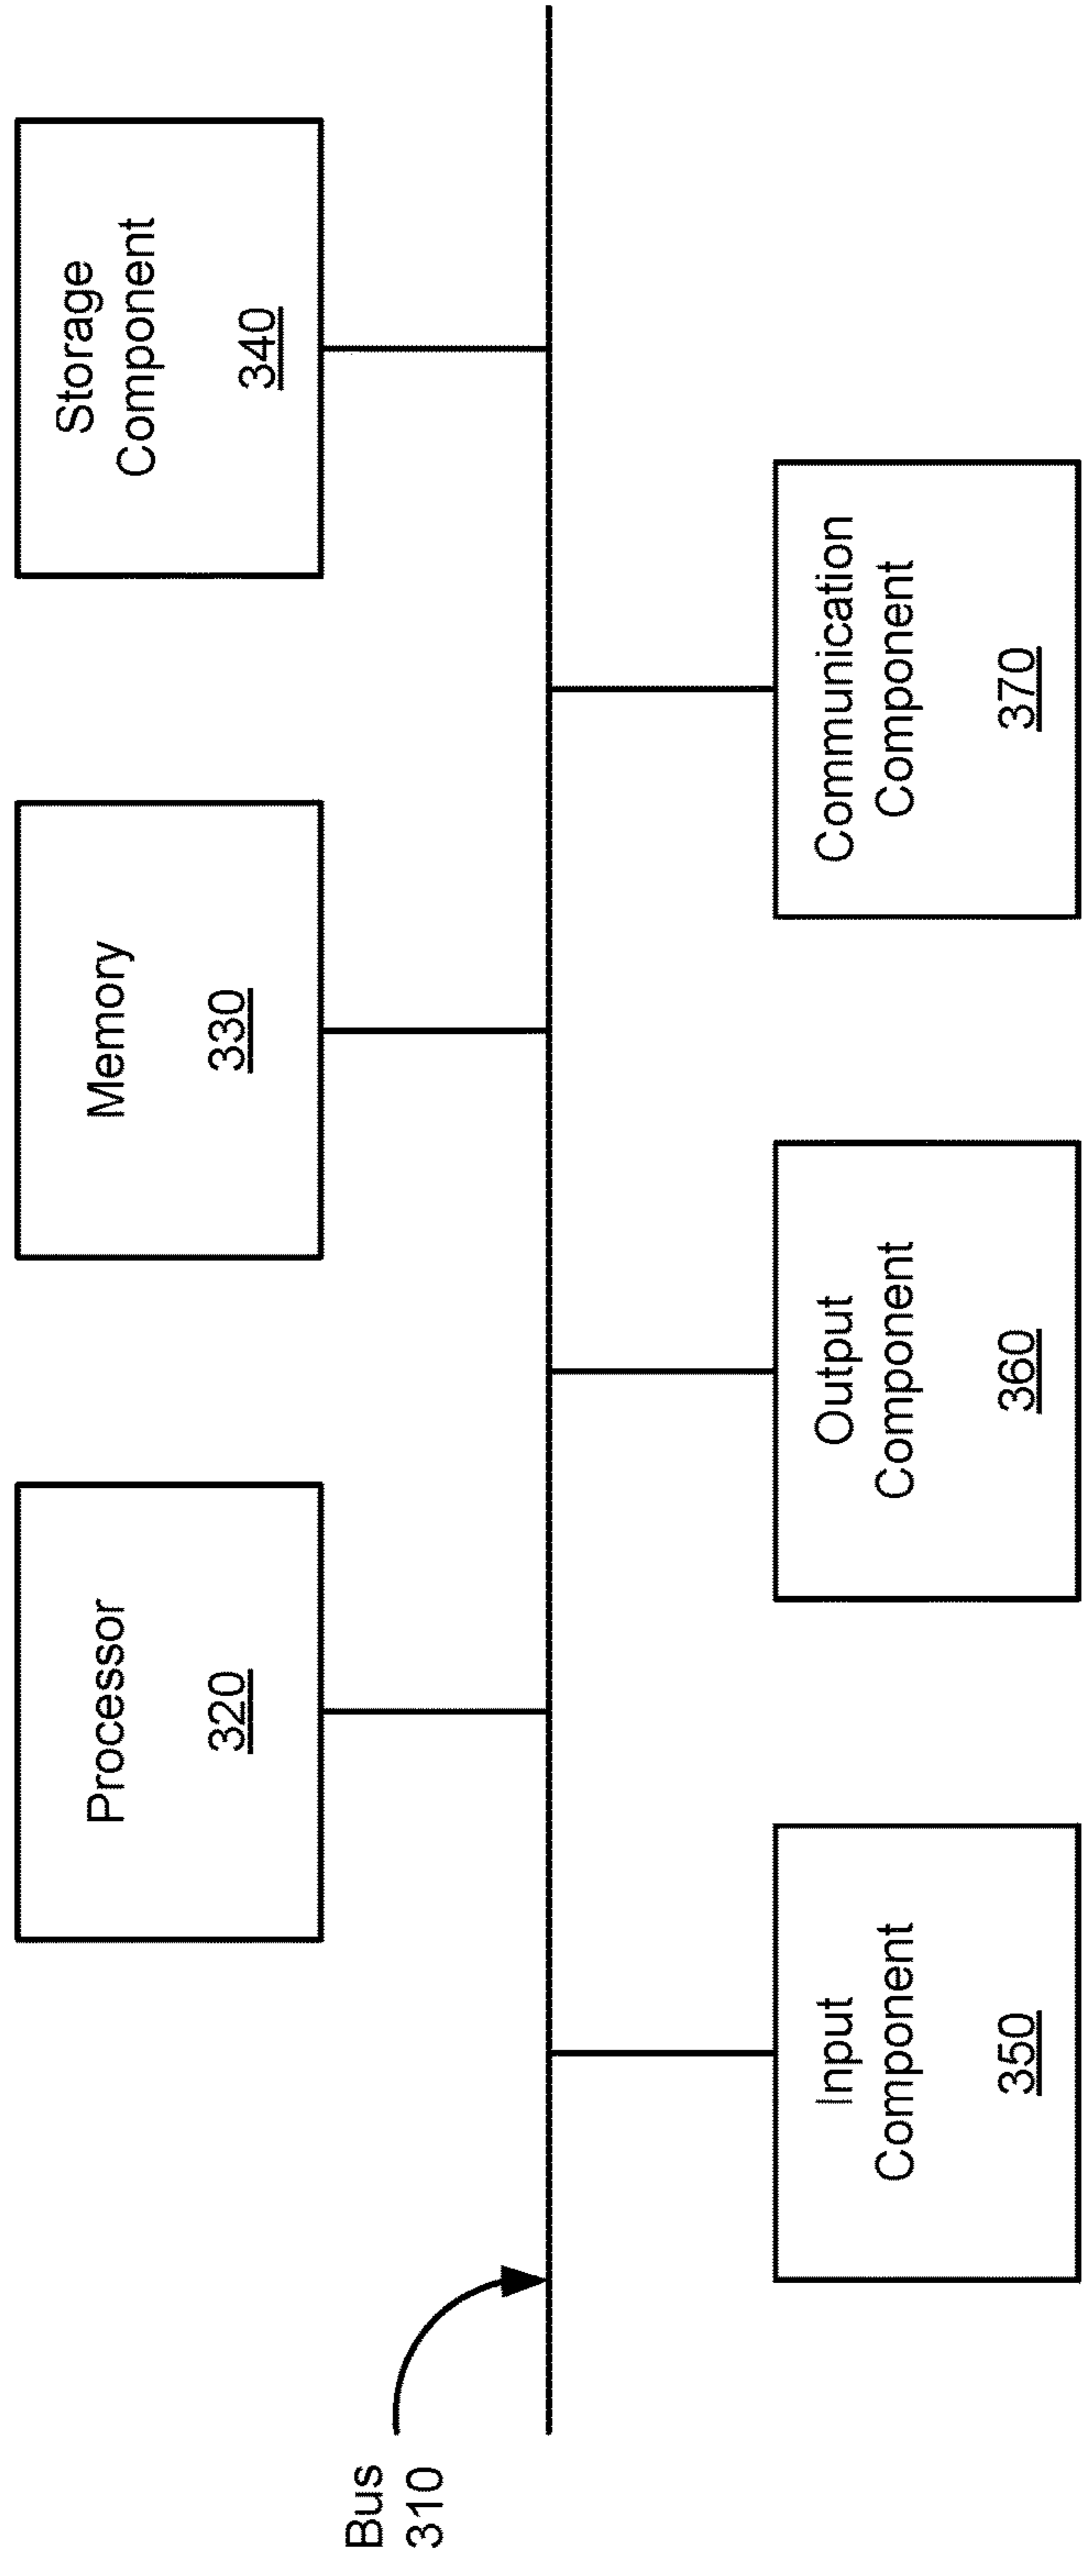 Processor
320
Memory
330
Storage
Component
340
Bus
310
Input
Component
350
Output
Component
360
Communication
Component
370